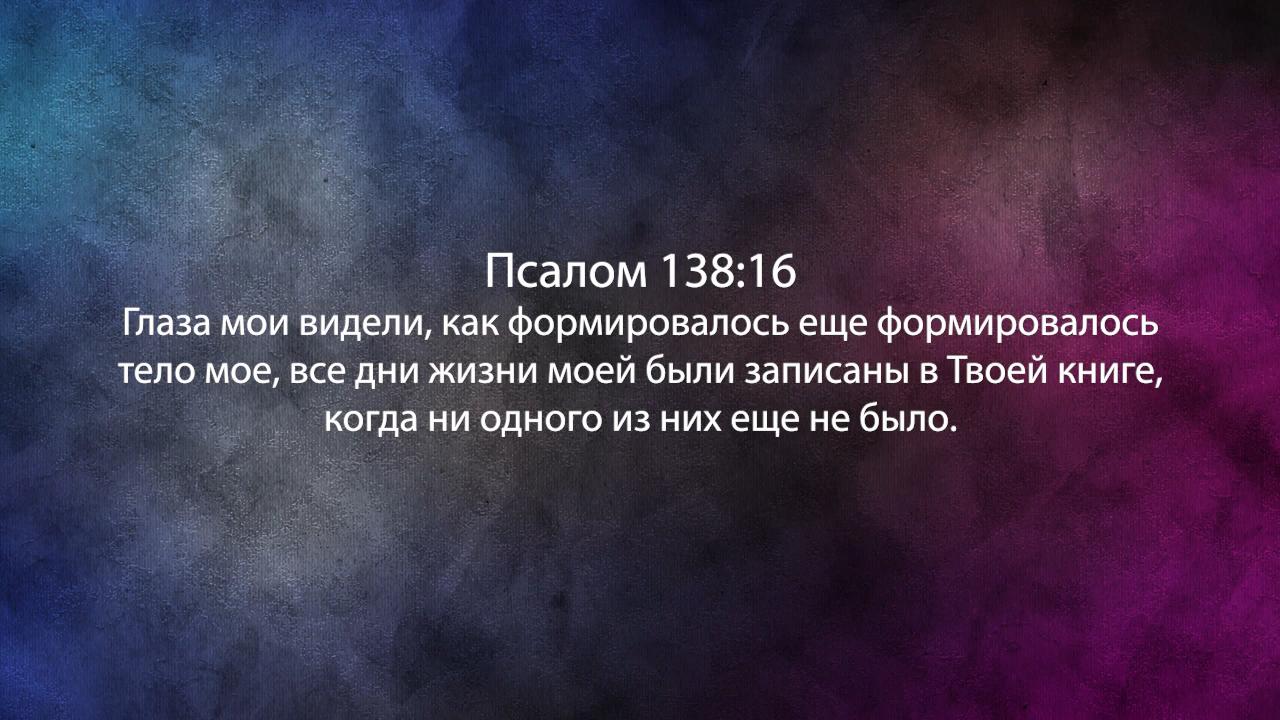 Псалом 138:16
Глаза мои видели, как формировалось еще формировалось
тело мое, все дни жизни моей были записаны в Твоей книге,
когда ни одного из них еще не было.